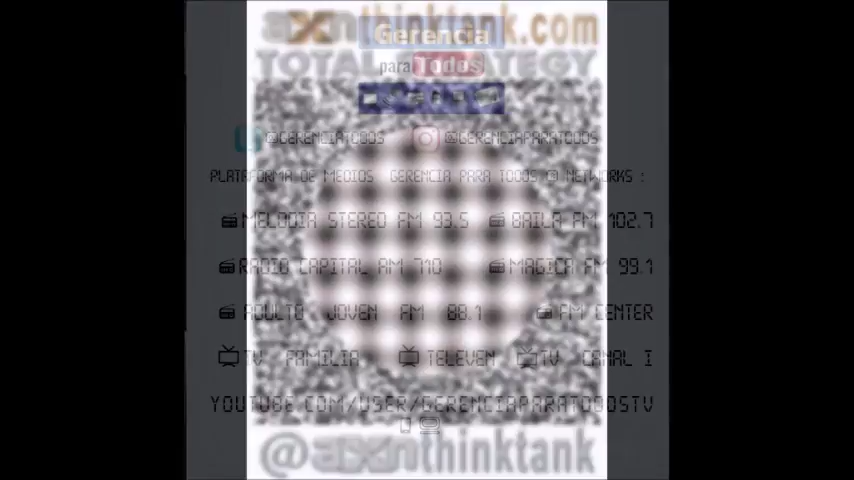 axnthinktank.com
Gerencia
TOTAL STRATEGY
para Todos
@GERENCIATODOS @GERENCIAPARATODOS
PLATAFORMA DE MEDIOS GERENCIA PARA TODOS @ NETWORKS :
MELODIA STEREO FM 93.5 BAILA FM 102.7
RADIO CAPITAL AM 710 MAGICA FM 99.1
ADULTO JOVEN FM 88.1 FM CENTER
TV FAMILIA TELEVEN TV CANAL I
YOUTUBE.COM/USER/GERENCIAPARATODOSTV
@axnthinktank